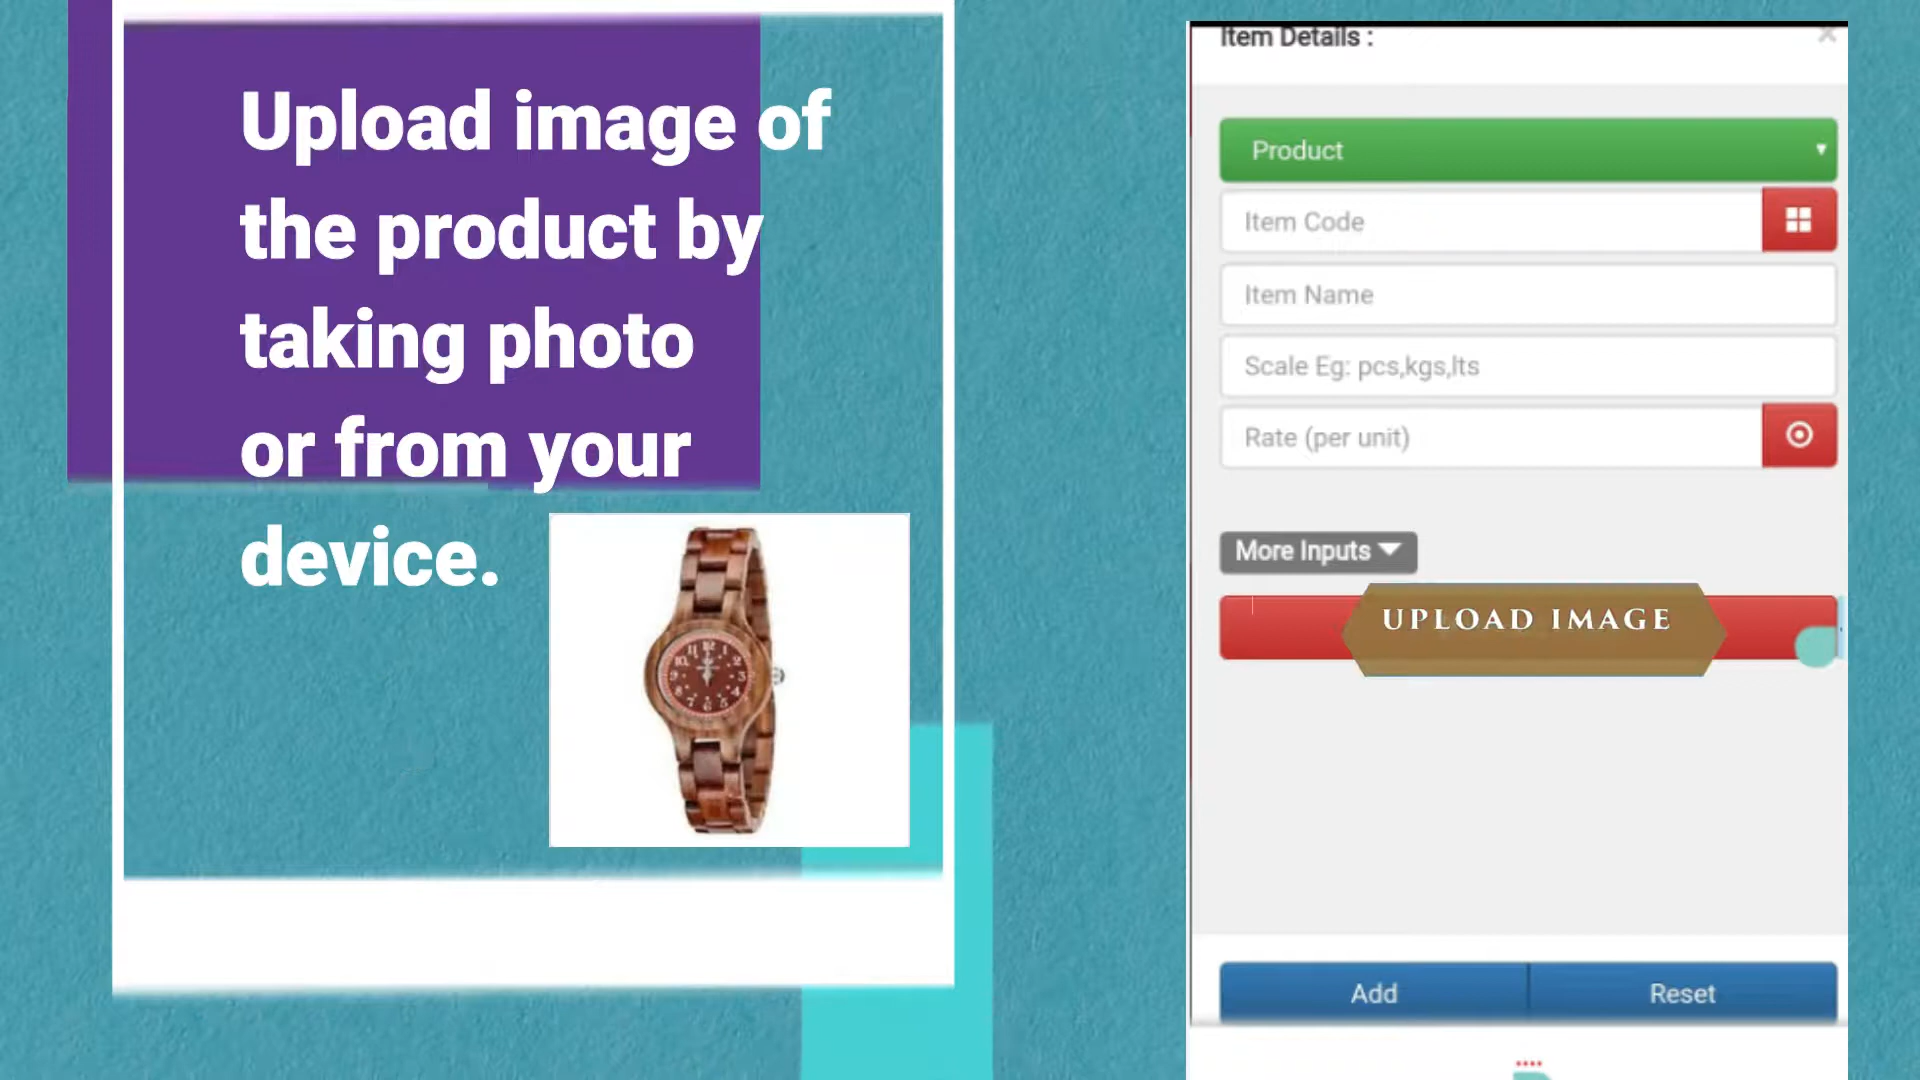 Upload image of
the product by
taking photo
or from your
device.
Item Details :
Product
Item Code
Item Name
Scale Eg: pcs,kgs,lts
Rate (per unit)
More Inputs
UPLOAD IMAGE
Add
Reset